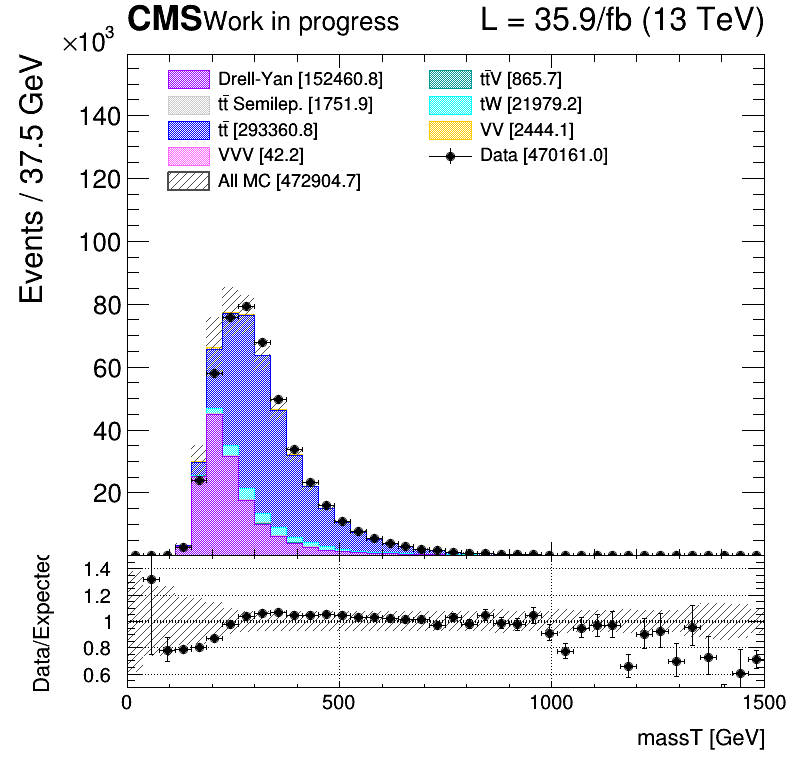 CMS Work in progress L = 35.9/fb (13 TeV)
×10³
Events / 37.5 GeV
Drell-Yan [152460.8]
tt̄ Semilep. [1751.9]
tt̄ [293360.8]
VVV [42.2]
All MC [472904.7]
tt̄V [865.7]
tW [21979.2]
VV [2444.1]
Data [470161.0]
140
120
100
80
60
40
20
Data/Expected
1.4
1.2
1
0.8
0.6
0 500 1000 1500
massT [GeV]